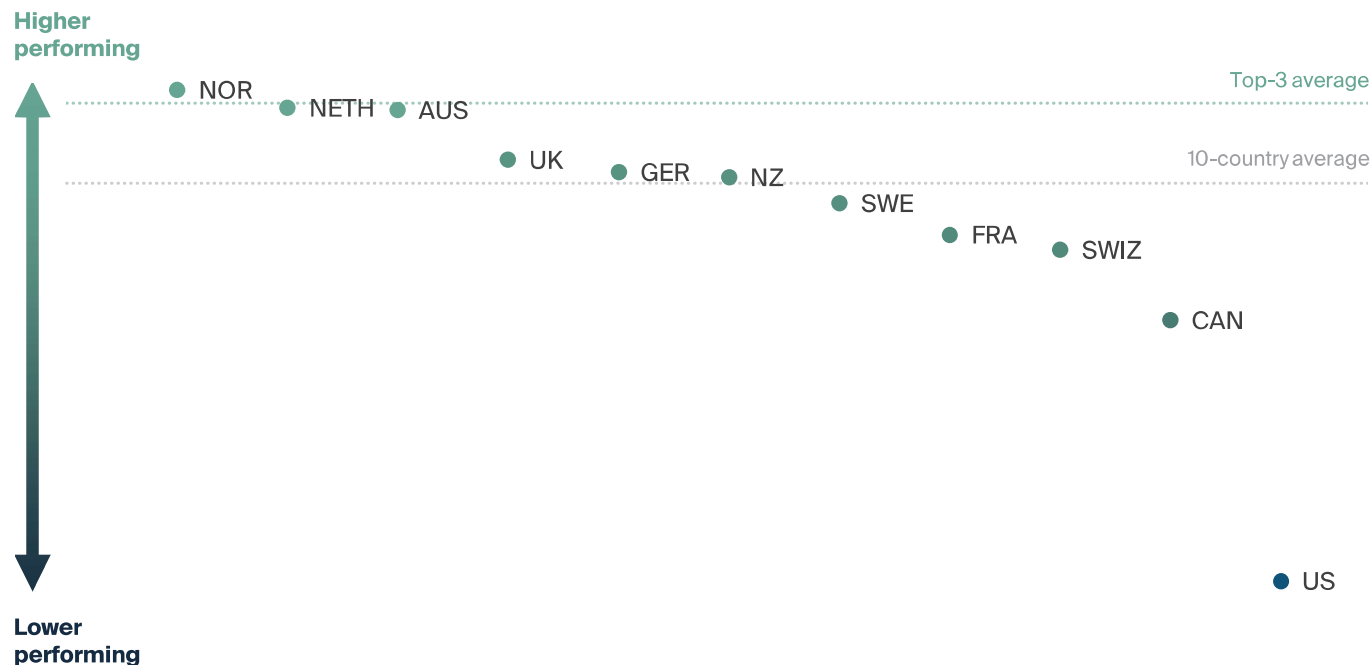 Higher
performing
Top-3 average
NOR
NETH
AUS
10-country average
UK
GER
NZ
SWE
FRA
SWIZ
CAN
US
Lower
performing